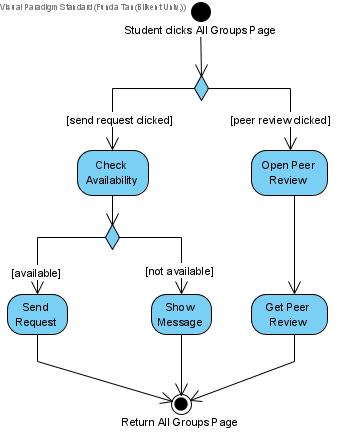 Visual Paradigm Standard (Funda Tan (Bilkent Univ.))
Student clicks All Groups Page
[send request clicked]
[peer review clicked]
Check
Availability
Open Peer
Review
[available]
[not available]
Send
Request
Show
Message
Get Peer
Review
Return All Groups Page